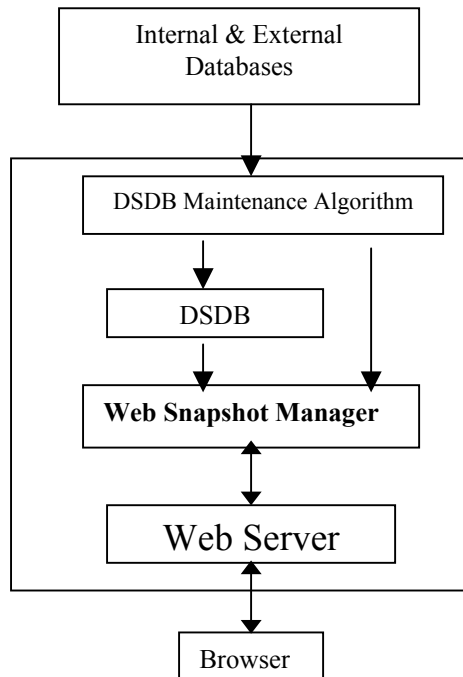 Internal & External
Databases
DSDB Maintenance Algorithm
DSDB
Web Snapshot Manager
Web Server
Browser